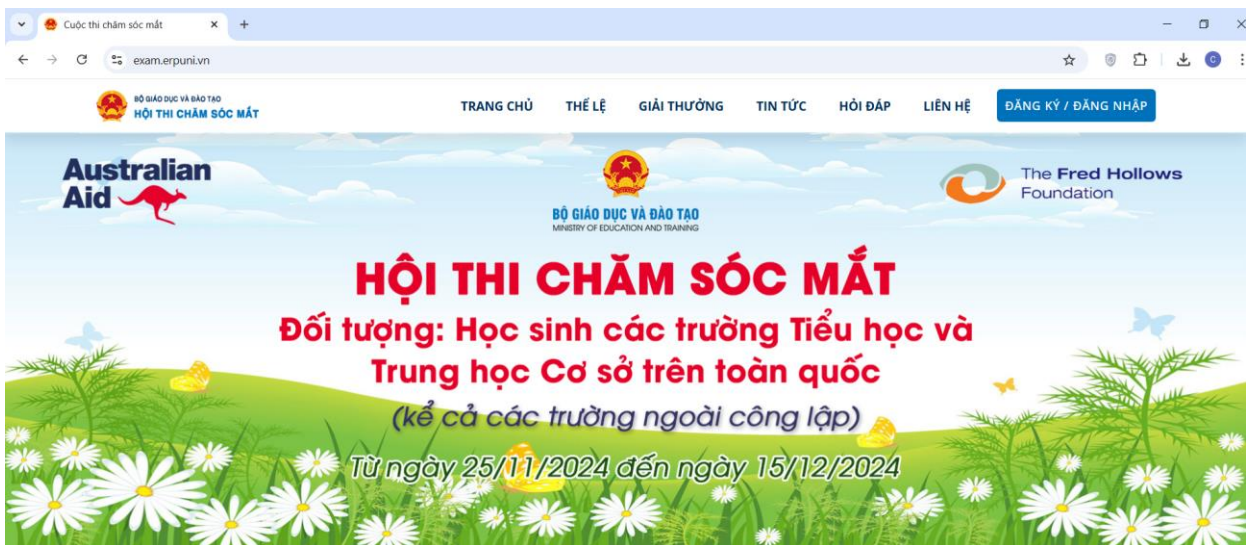 Cuộc thi chăm sóc mắt
exam.erpuni.vn
C
BỘ GIÁO DỤC VÀ ĐÀO TẠO
HỘI THI CHĂM SÓC MẮT
TRANG CHỦ THỂ LỆ GIẢI THƯỞNG TIN TỨC HỎI ĐÁP LIÊN HỆ ĐĂNG KÝ / ĐĂNG NHẬP
Australian
Aid
BỘ GIÁO DỤC VÀ ĐÀO TẠO
MINISTRY OF EDUCATION AND TRAINING
The Fred Hollows
Foundation
HỘI THI CHĂM SÓC MẮT
Đối tượng: Học sinh các trường Tiểu học và
Trung học Cơ sở trên toàn quốc
(kể cả các trường ngoài công lập)
Từ ngày 25/11/2024 đến ngày 15/12/2024